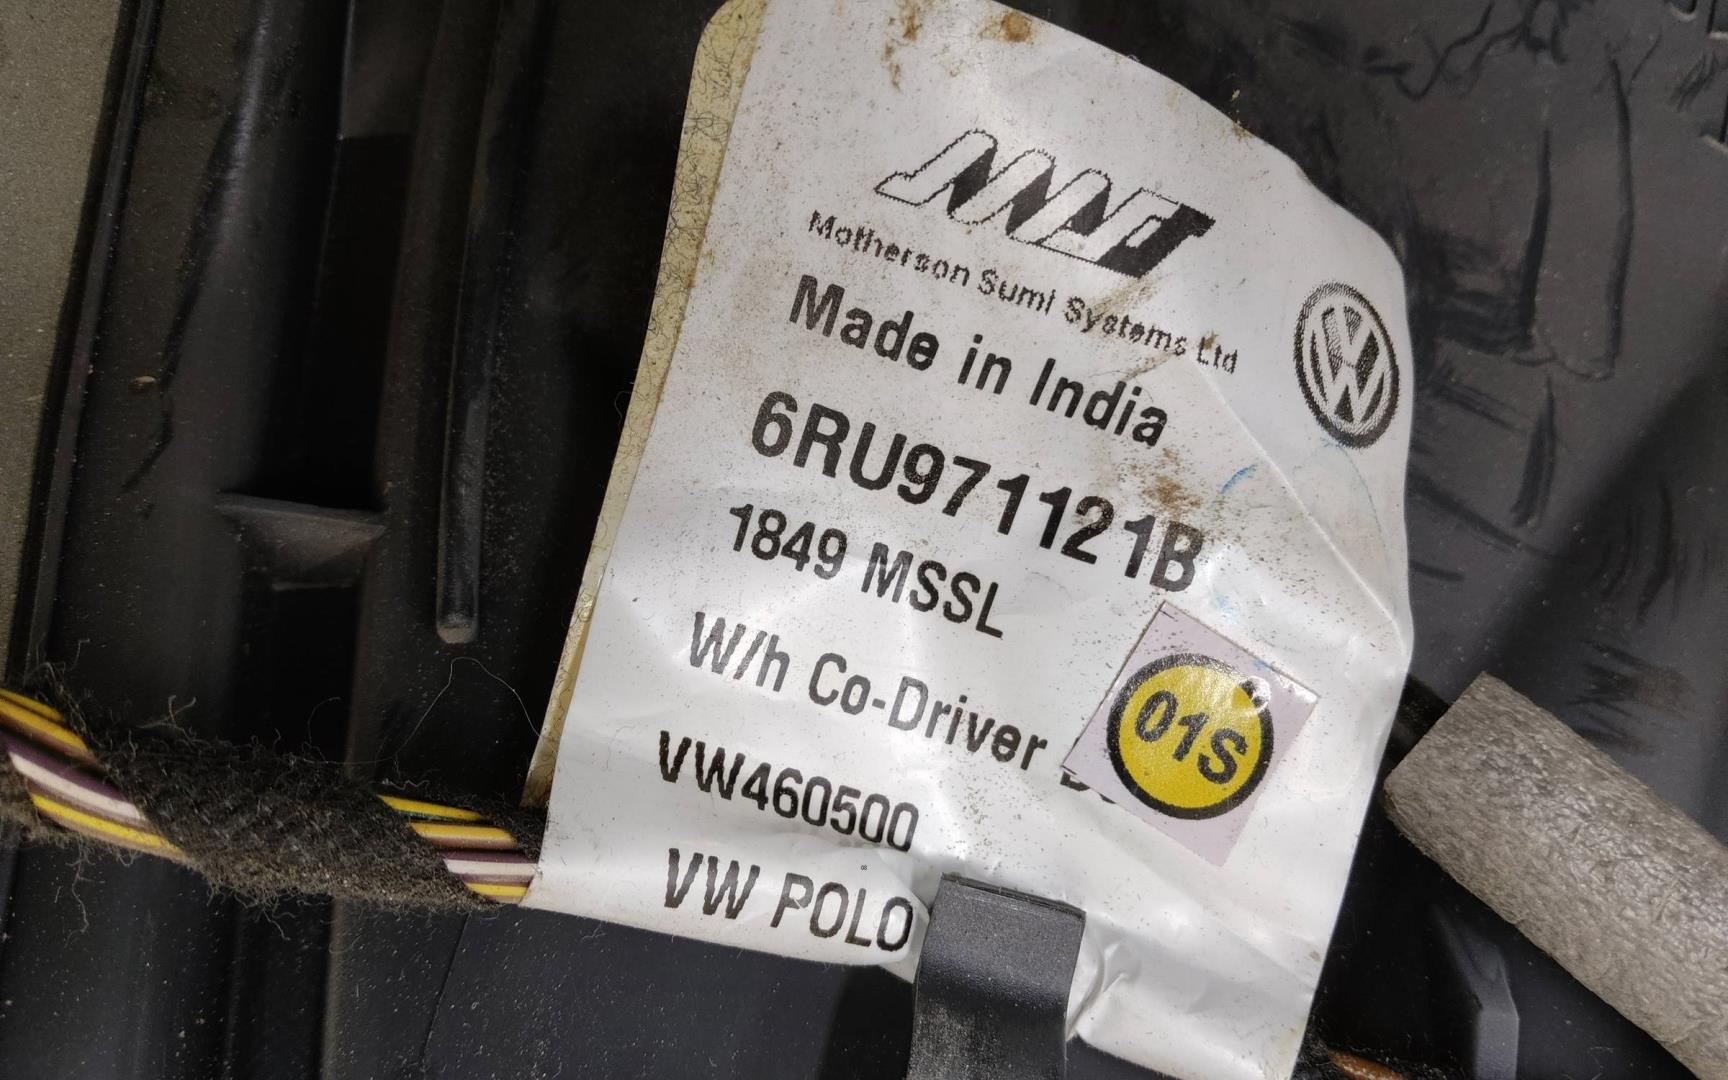 Motherson Sumi Systems Ltd
Made in India
6RU971121B
1849 MSSL
W/h Co-Driver
01S
VW460500
VW POLO